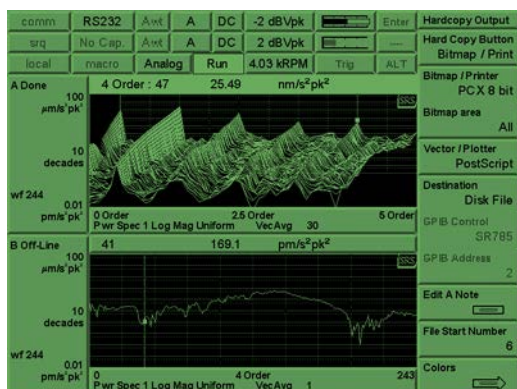 comm RS232 Awt A DC -2 dBVpk Enter
srq No Cap. Awt A DC 2 dBVpk
local macro Analog Run 4.03 kRPM Trig ALT
A Done 4 Order : 47 25.49 nm/s²pk²
100
µm/s²pk²
SRS
10
decades
wf 244
0.01
pm/s²pk²
0 Order 2.5 Order 5 Order
Pwr Spec 1 Log Mag Uniform VecAvg 30
B Off-Line 41 169.1 pm/s²pk²
100
µm/s²pk²
SRS
10
decades
wf 244
0.01
pm/s²pk²
0 4 Order 243
Pwr Spec 1 Log Mag Uniform VecAvg 1
Hardcopy Output
Hard Copy Button
Bitmap / Print
Bitmap / Printer
PCX 8 bit
Bitmap area
All
Vector / Plotter
PostScript
Destination
Disk File
GPIB Control
SR785
GPIB Address
2
Edit A Note
File Start Number
6
Colors